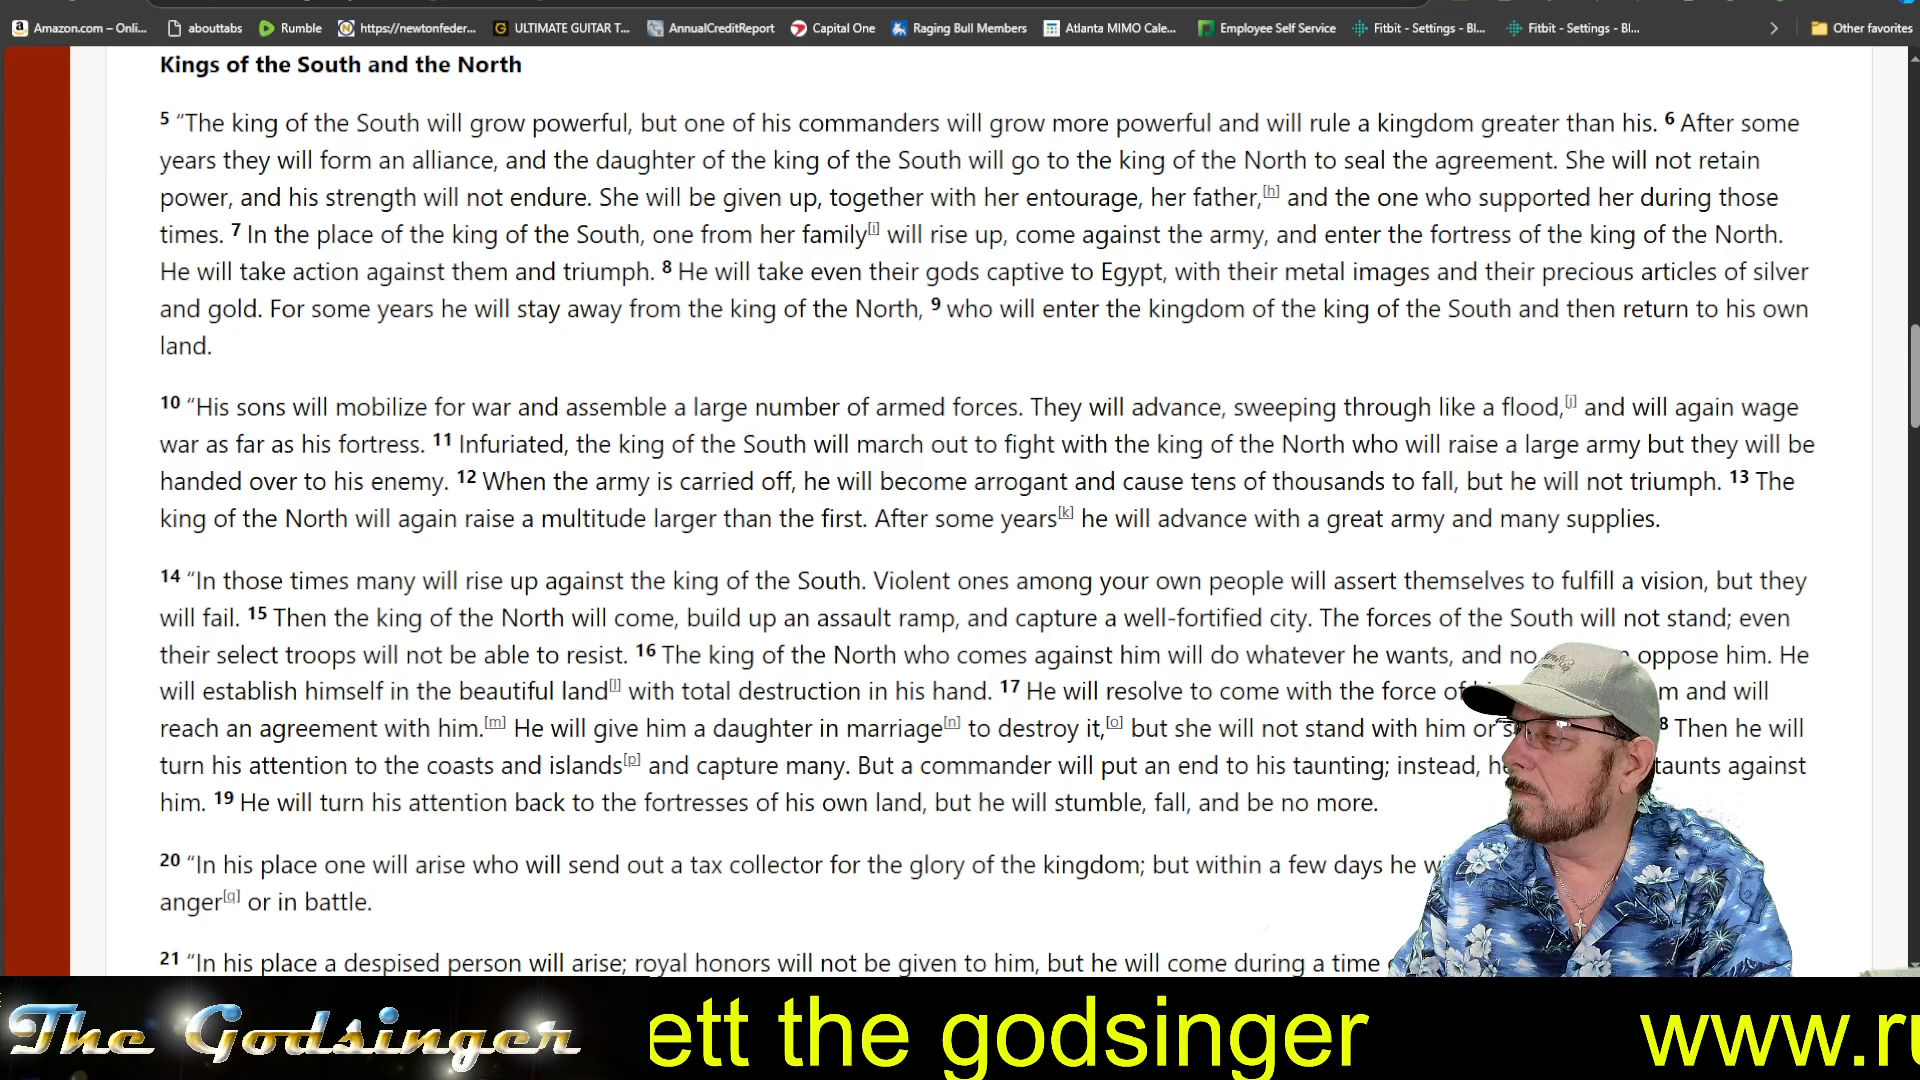 Amazon.com – Onli...
abouttabs
Rumble
https://newtonfeder...
ULTIMATE GUITAR T...
AnnualCreditReport
Capital One
Raging Bull Members
Atlanta MIMO Cale...
Employee Self Service
Fitbit - Settings - Bl...
Fitbit - Settings - Bl...
Other favorites
Kings of the South and the North
5 “The king of the South will grow powerful, but one of his commanders will grow more powerful and will rule a kingdom greater than his. 6 After some
years they will form an alliance, and the daughter of the king of the South will go to the king of the North to seal the agreement. She will not retain
power, and his strength will not endure. She will be given up, together with her entourage, her father,[h] and the one who supported her during those
times. 7 In the place of the king of the South, one from her family[i] will rise up, come against the army, and enter the fortress of the king of the North.
He will take action against them and triumph. 8 He will take even their gods captive to Egypt, with their metal images and their precious articles of silver
and gold. For some years he will stay away from the king of the North, 9 who will enter the kingdom of the king of the South and then return to his own
land.
10 “His sons will mobilize for war and assemble a large number of armed forces. They will advance, sweeping through like a flood,[j] and will again wage
war as far as his fortress. 11 Infuriated, the king of the South will march out to fight with the king of the North who will raise a large army but they will be
handed over to his enemy. 12 When the army is carried off, he will become arrogant and cause tens of thousands to fall, but he will not triumph. 13 The
king of the North will again raise a multitude larger than the first. After some years[k] he will advance with a great army and many supplies.
14 “In those times many will rise up against the king of the South. Violent ones among your own people will assert themselves to fulfill a vision, but they
will fail. 15 Then the king of the North will come, build up an assault ramp, and capture a well-fortified city. The forces of the South will not stand; even
their select troops will not be able to resist. 16 The king of the North who comes against him will do whatever he wants, and no oppose him. He
will establish himself in the beautiful land[l] with total destruction in his hand. 17 He will resolve to come with the force of m and will
reach an agreement with him.[m] He will give him a daughter in marriage[n] to destroy it,[o] but she will not stand with him or s 8 Then he will
turn his attention to the coasts and islands[p] and capture many. But a commander will put an end to his taunting; instead, he taunts against
him. 19 He will turn his attention back to the fortresses of his own land, but he will stumble, fall, and be no more.
20 “In his place one will arise who will send out a tax collector for the glory of the kingdom; but within a few days he wi
anger[q] or in battle.
21 “In his place a despised person will arise; royal honors will not be given to him, but he will come during a time
The Godsinger
ett the godsinger
www.ru